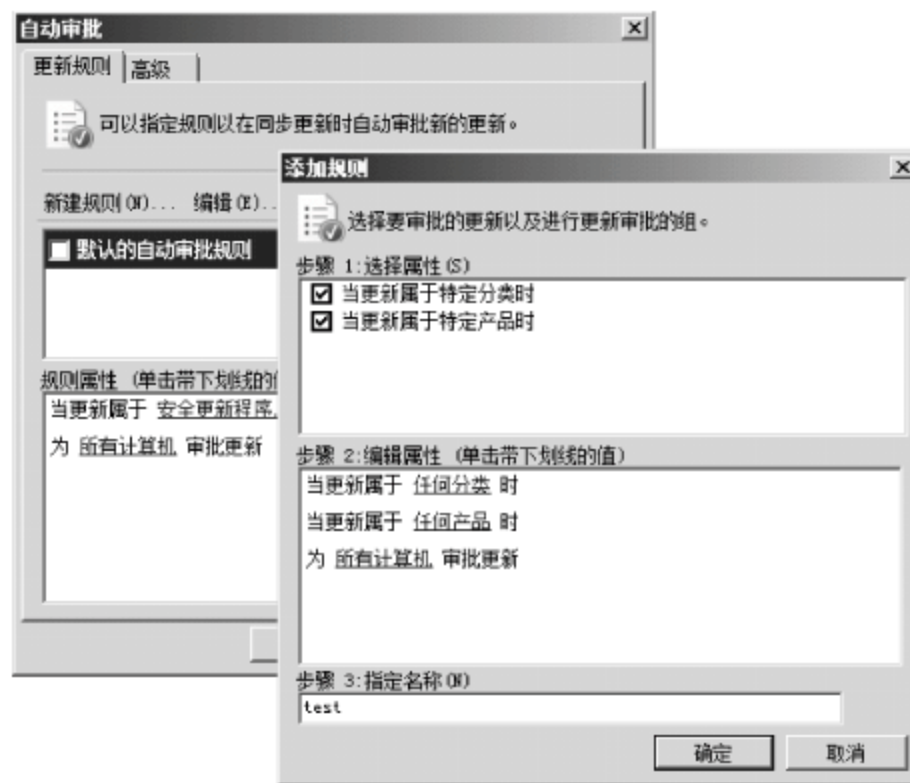 自动审批
更新规则 高级
可以指定规则以在同步更新时自动审批新的更新。
新建规则(N)... 编辑(E)..
默认的自动审批规则
规则属性 (单击带下划线的
当更新属于 安全更新程序
为 所有计算机 审批更新
添加规则
选择要审批的更新以及进行更新审批的组。
步骤 1:选择属性(S)
当更新属于特定分类时
当更新属于特定产品时
步骤 2:编辑属性 (单击带下划线的值)
当更新属于 任何分类 时
当更新属于 任何产品 时
为 所有计算机 审批更新
步骤 3:指定名称(N)
test
确定 取消